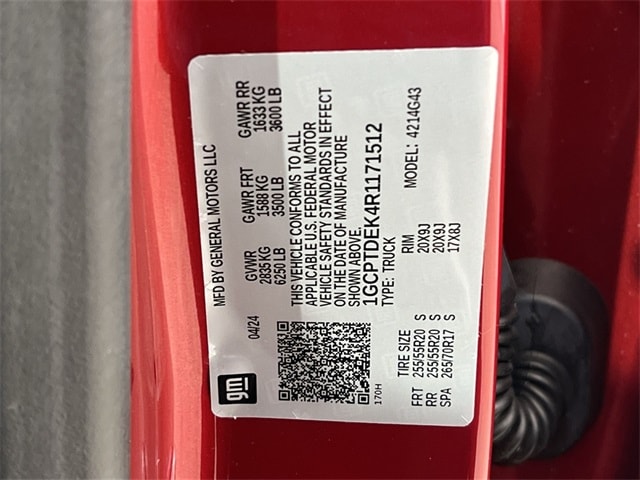 gm
MFD BY GENERAL MOTORS LLC
04/24
GVWR GAWR FRT GAWR RR
2835 KG 1588 KG 1633 KG
6250 LB 3500 LB 3600 LB
THIS VEHICLE CONFORMS TO ALL
APPLICABLE U.S. FEDERAL MOTOR
VEHICLE SAFETY STANDARDS IN EFFECT
ON THE DATE OF MANUFACTURE
SHOWN ABOVE.
1GCPTDEK4R1171512
TYPE: TRUCK
MODEL: 4214G43
170H
TIRE SIZE RIM
FRT 255/55R20 S 20X9J
RR 255/55R20 S 20X9J
SPA 265/70R17 S 17X8J